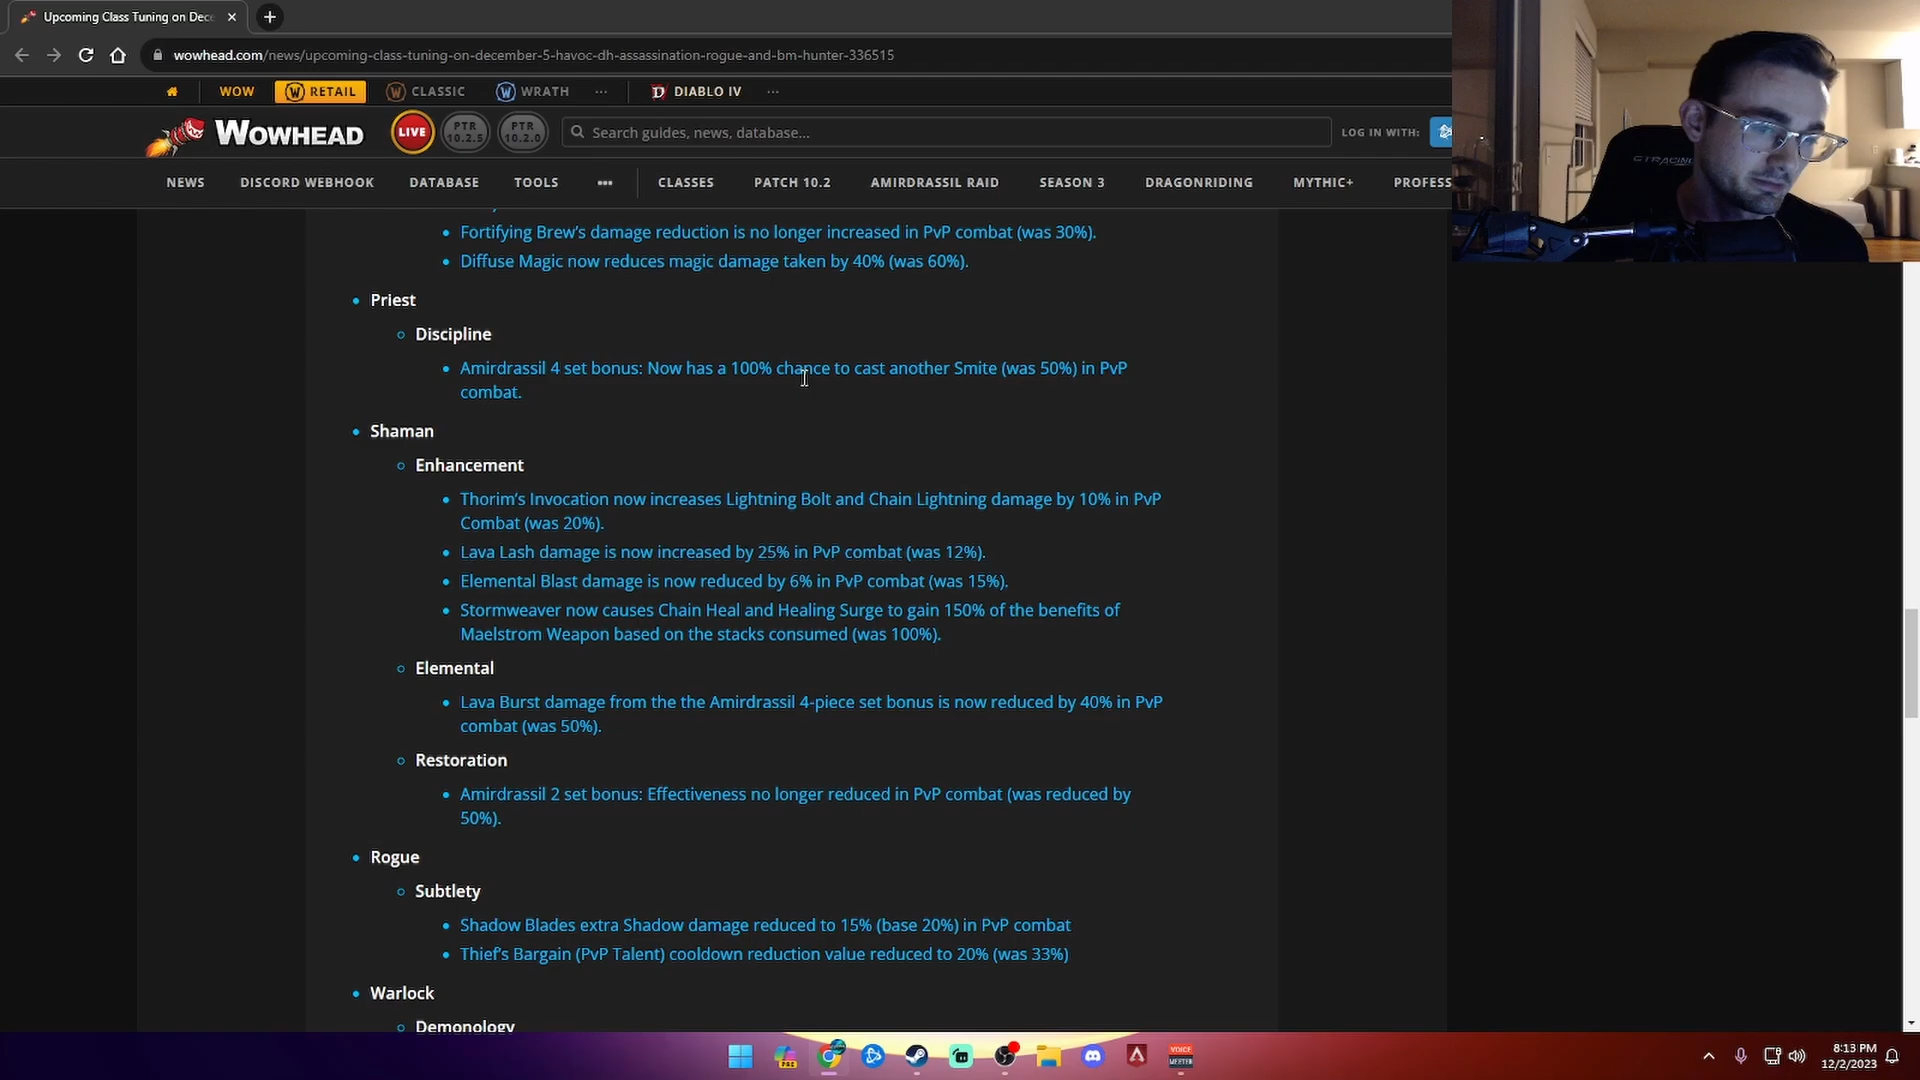 Upcoming Class Tuning on Dece
wowhead.com/news/upcoming-class-tuning-on-december-5-havoc-dh-assassination-rogue-and-bm-hunter-336515
WOW RETAIL CLASSIC WRATH ... DIABLO IV ...
WOWHEAD LIVE PTR 10.2.5 PTR 10.2.0 Search guides, news, database... LOG IN WITH:
NEWS DISCORD WEBHOOK DATABASE TOOLS ... CLASSES PATCH 10.2 AMIRDRASSIL RAID SEASON 3 DRAGONRIDING MYTHIC+ PROFESS
GTRACING
• Fortifying Brew's damage reduction is no longer increased in PvP combat (was 30%).
• Diffuse Magic now reduces magic damage taken by 40% (was 60%).
• Priest
○ Discipline
• Amirdrassil 4 set bonus: Now has a 100% chance to cast another Smite (was 50%) in PvP
combat.
• Shaman
○ Enhancement
• Thorim's Invocation now increases Lightning Bolt and Chain Lightning damage by 10% in PvP
Combat (was 20%).
• Lava Lash damage is now increased by 25% in PvP combat (was 12%).
• Elemental Blast damage is now reduced by 6% in PvP combat (was 15%).
• Stormweaver now causes Chain Heal and Healing Surge to gain 150% of the benefits of
Maelstrom Weapon based on the stacks consumed (was 100%).
○ Elemental
• Lava Burst damage from the the Amirdrassil 4-piece set bonus is now reduced by 40% in PvP
combat (was 50%).
○ Restoration
• Amirdrassil 2 set bonus: Effectiveness no longer reduced in PvP combat (was reduced by
50%).
• Rogue
○ Subtlety
• Shadow Blades extra Shadow damage reduced to 15% (base 20%) in PvP combat
• Thief's Bargain (PvP Talent) cooldown reduction value reduced to 20% (was 33%)
• Warlock
○ Demonology
VOICE
MEETER
8:13 PM
12/2/2023